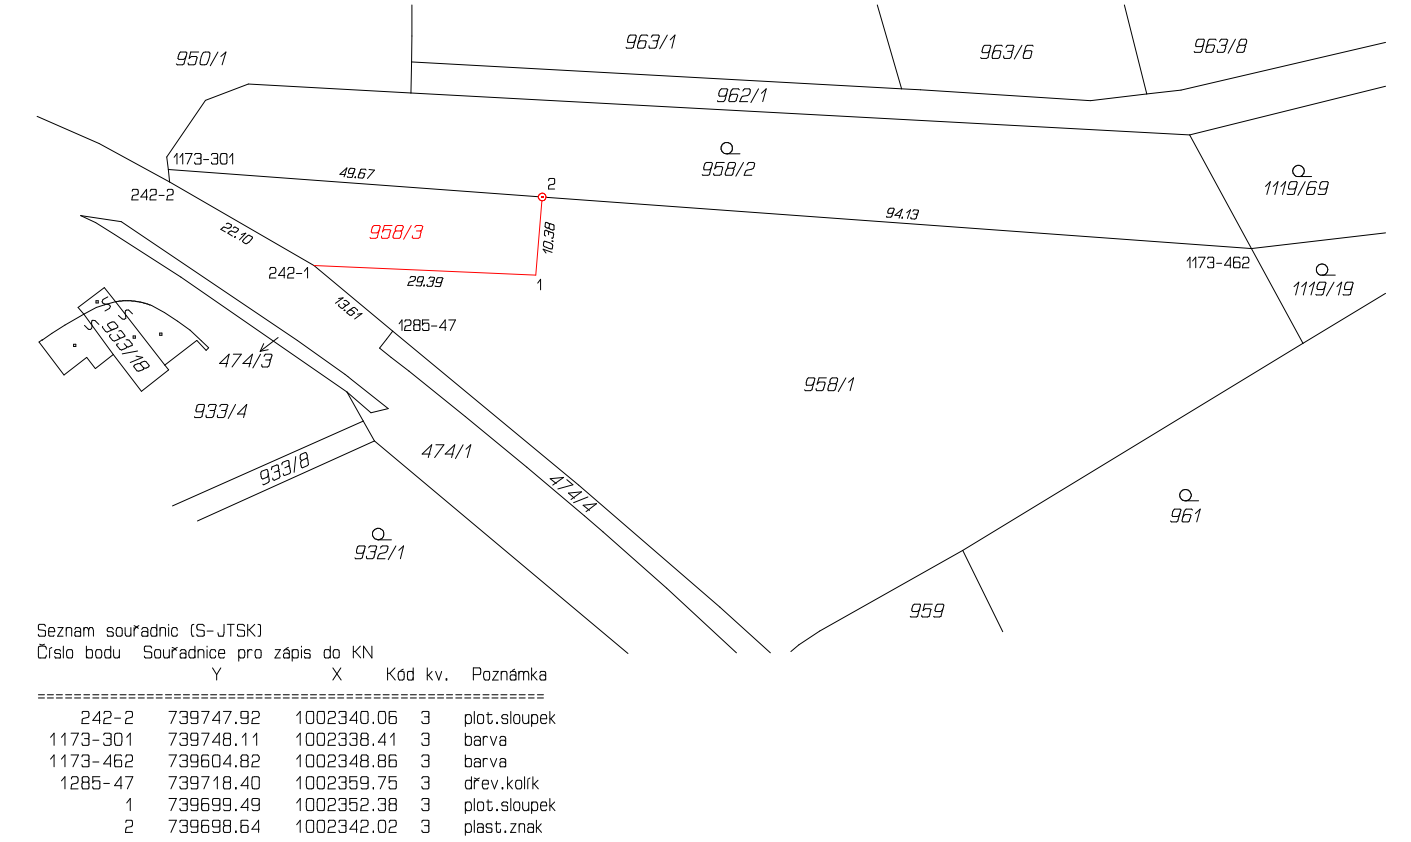 963/1
963/6
963/8
950/1
962/1
1173-301
49.67
2
958/2
1119/69
242-2
22.10
958/3
10.38
94.13
242-1
29.39
1
1173-462
1119/19
13.61
1285-47
933/18
S
S
S
474/3
958/1
933/4
474/1
933/8
474/4
961
932/1
959
Seznam souřadnic (S-JTSK)
Číslo bodu Souřadnice pro zápis do KN
Y X Kód kv. Poznámka
========================================================
242-2 739747.92 1002340.06 3 plot.sloupek
1173-301 739748.11 1002338.41 3 barva
1173-462 739604.82 1002348.86 3 barva
1285-47 739718.40 1002359.75 3 dřev.kolík
1 739699.49 1002352.38 3 plot.sloupek
2 739698.64 1002342.02 3 plast.znak